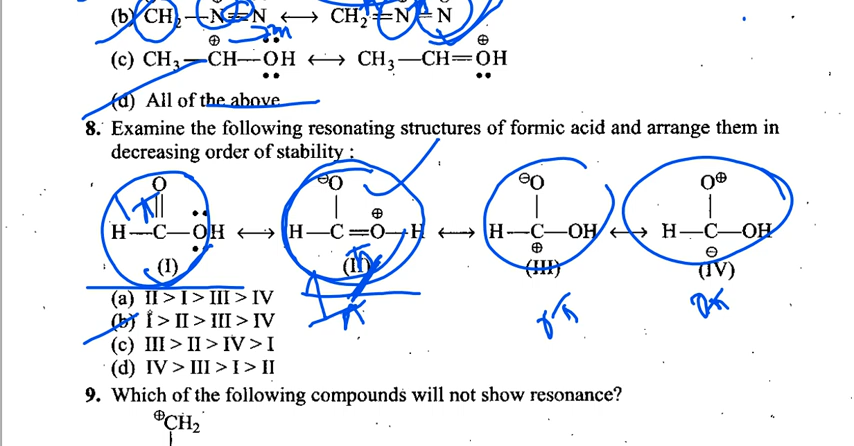 (b) CH₂—N≡N ⟷ CH₂=N=N
(c) CH₃—CH—OH ⟷ CH₃—CH=OH
(d) All of the above
8. Examine the following resonating structures of formic acid and arrange them in
decreasing order of stability :
O ⊖O ⊖O O⊕
H—C—OH ⟷ H—C=O—H ⟷ H—C—OH ⟷ H—C—OH
⊕ ⊕ ⊖
(I) (II) (III) (IV)
(a) II > I > III > IV
(b) I > II > III > IV
(c) III > II > IV > I
(d) IV > III > I > II
9. Which of the following compounds will not show resonance?
⊕CH₂